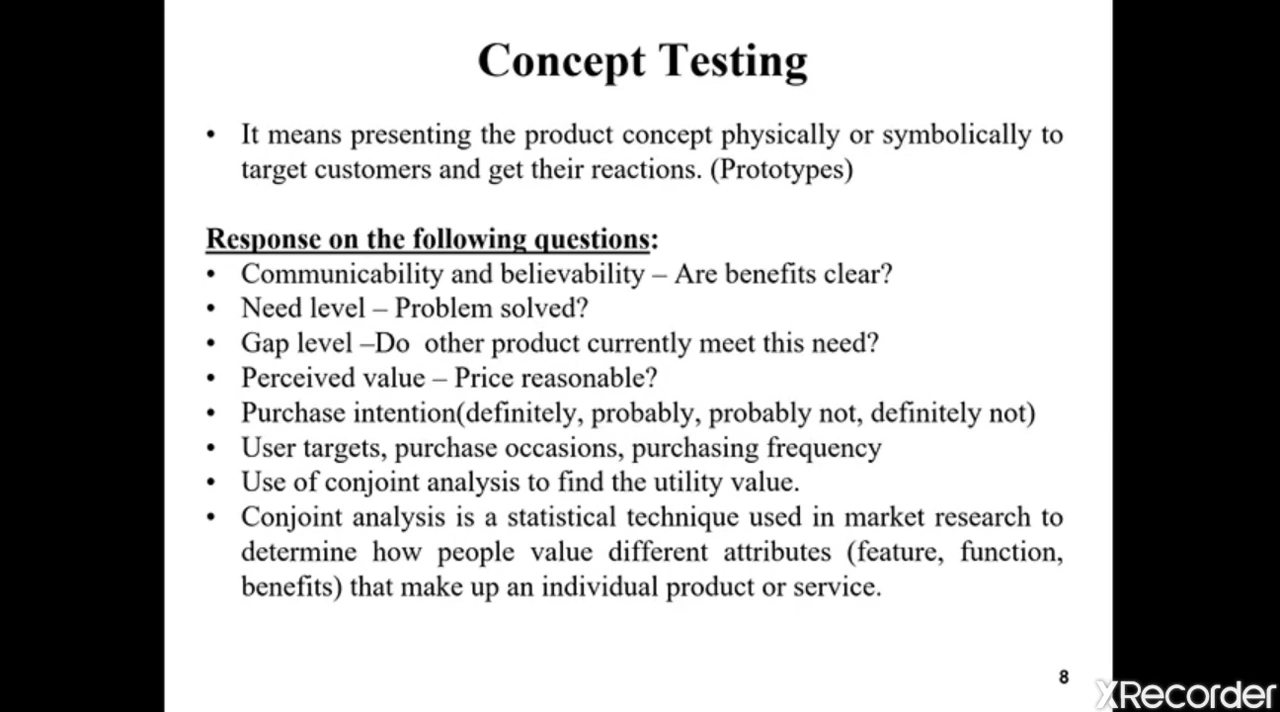 Concept Testing
• It means presenting the product concept physically or symbolically to
target customers and get their reactions. (Prototypes)
Response on the following questions:
• Communicability and believability – Are benefits clear?
• Need level – Problem solved?
• Gap level –Do other product currently meet this need?
• Perceived value – Price reasonable?
• Purchase intention(definitely, probably, probably not, definitely not)
• User targets, purchase occasions, purchasing frequency
• Use of conjoint analysis to find the utility value.
• Conjoint analysis is a statistical technique used in market research to
determine how people value different attributes (feature, function,
benefits) that make up an individual product or service.
8
XRecorder